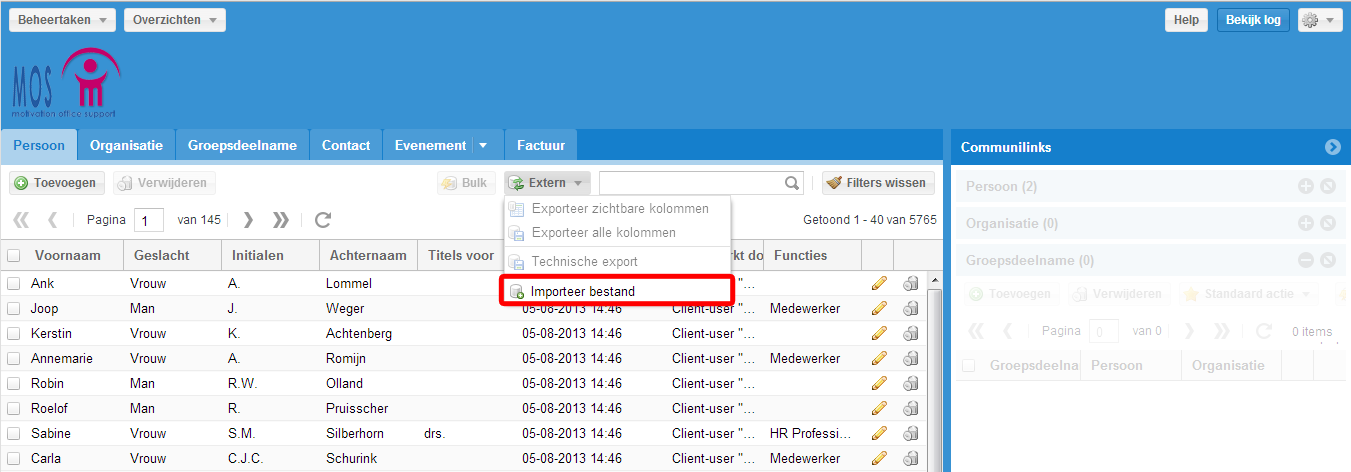 Beheertaken Overzichten Help Bekijk log
MOS
motivation office support
Persoon Organisatie Groepsdeelname Contact Evenement Factuur Communilinks
Toevoegen Verwijderen Bulk Extern Filters wissen Persoon (2)
Exporteer zichtbare kolommen
Pagina 1 van 145 Getoond 1 - 40 van 5765 Organisatie (0)
Exporteer alle kolommen
Voornaam Geslacht Initialen Achternaam Titels voor rkt do Functies Groepsdeelname (0)
Technische export
Ank Vrouw A. Lommel Client-user "...
Importeer bestand Toevoegen Verwijderen Standaard actie
Joop Man J. Weger 05-08-2013 14:46 Client-user "... Medewerker
Kerstin Vrouw K. Achtenberg 05-08-2013 14:46 Client-user "... Pagina 0 van 0 0 items
Annemarie Vrouw A. Romijn 05-08-2013 14:46 Client-user "... Medewerker Groepsdeelna Persoon Organisatie
Robin Man R.W. Olland 05-08-2013 14:46 Client-user "...
Roelof Man R. Pruisscher 05-08-2013 14:46 Client-user "...
Sabine Vrouw S.M. Silberhorn drs. 05-08-2013 14:46 Client-user "... HR Professi...
Carla Vrouw C.J.C. Schurink 05-08-2013 14:46 Client-user "... Medewerker